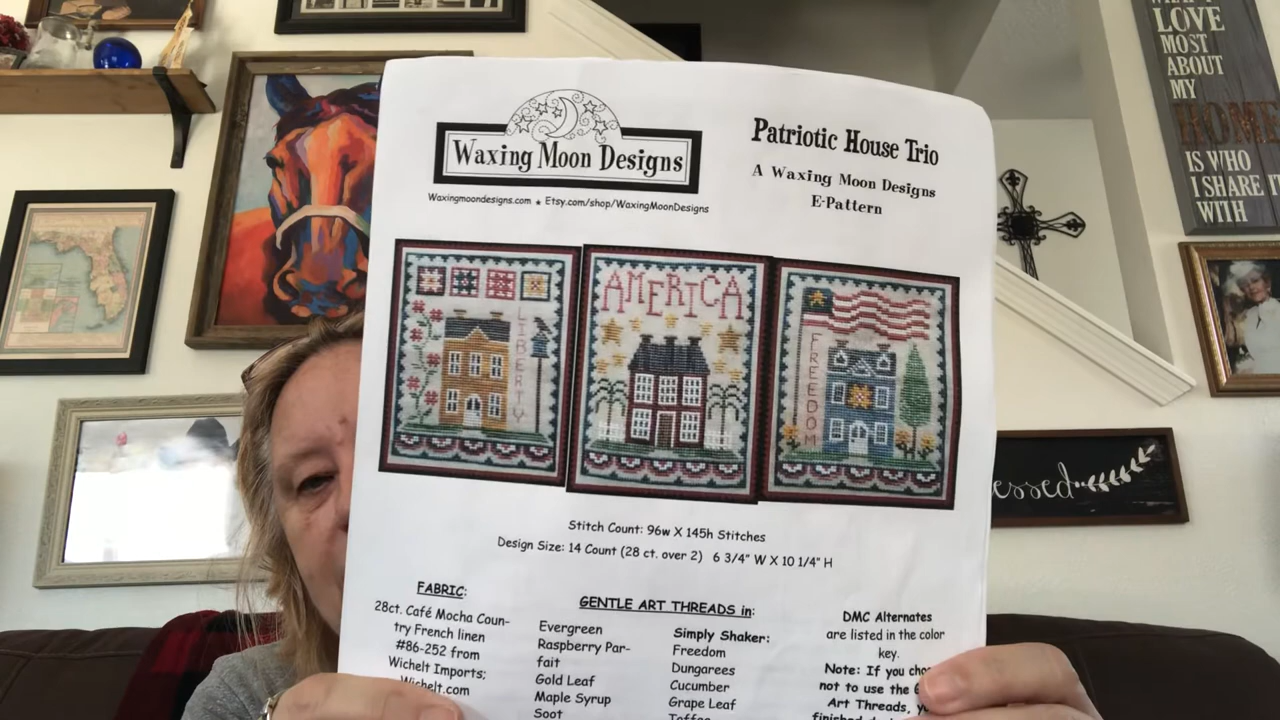 WHAT I
LOVE
MOST
ABOUT
MY
HOME
IS WHO
I SHARE IT
WITH
Waxing Moon Designs
Waxingmoondesigns.com ★ Etsy.com/shop/WaxingMoonDesigns
Patriotic House Trio
A Waxing Moon Designs
E-Pattern
LIBERTY
AMERICA
FREEDOM
Stitch Count: 96w X 145h Stitches
Design Size: 14 Count (28 ct. over 2) 6 3/4" W X 10 1/4" H
FABRIC:
28ct. Café Mocha Coun-
try French linen
#86-252 from
Wichelt Imports;
Wichelt.com
GENTLE ART THREADS in:
Evergreen
Raspberry Par-
fait
Gold Leaf
Maple Syrup
Soot
Simply Shaker:
Freedom
Dungarees
Cucumber
Grape Leaf
Toffee
DMC Alternates
are listed in the color
key.
Note: If you
not to use the
Art Threads,
essed